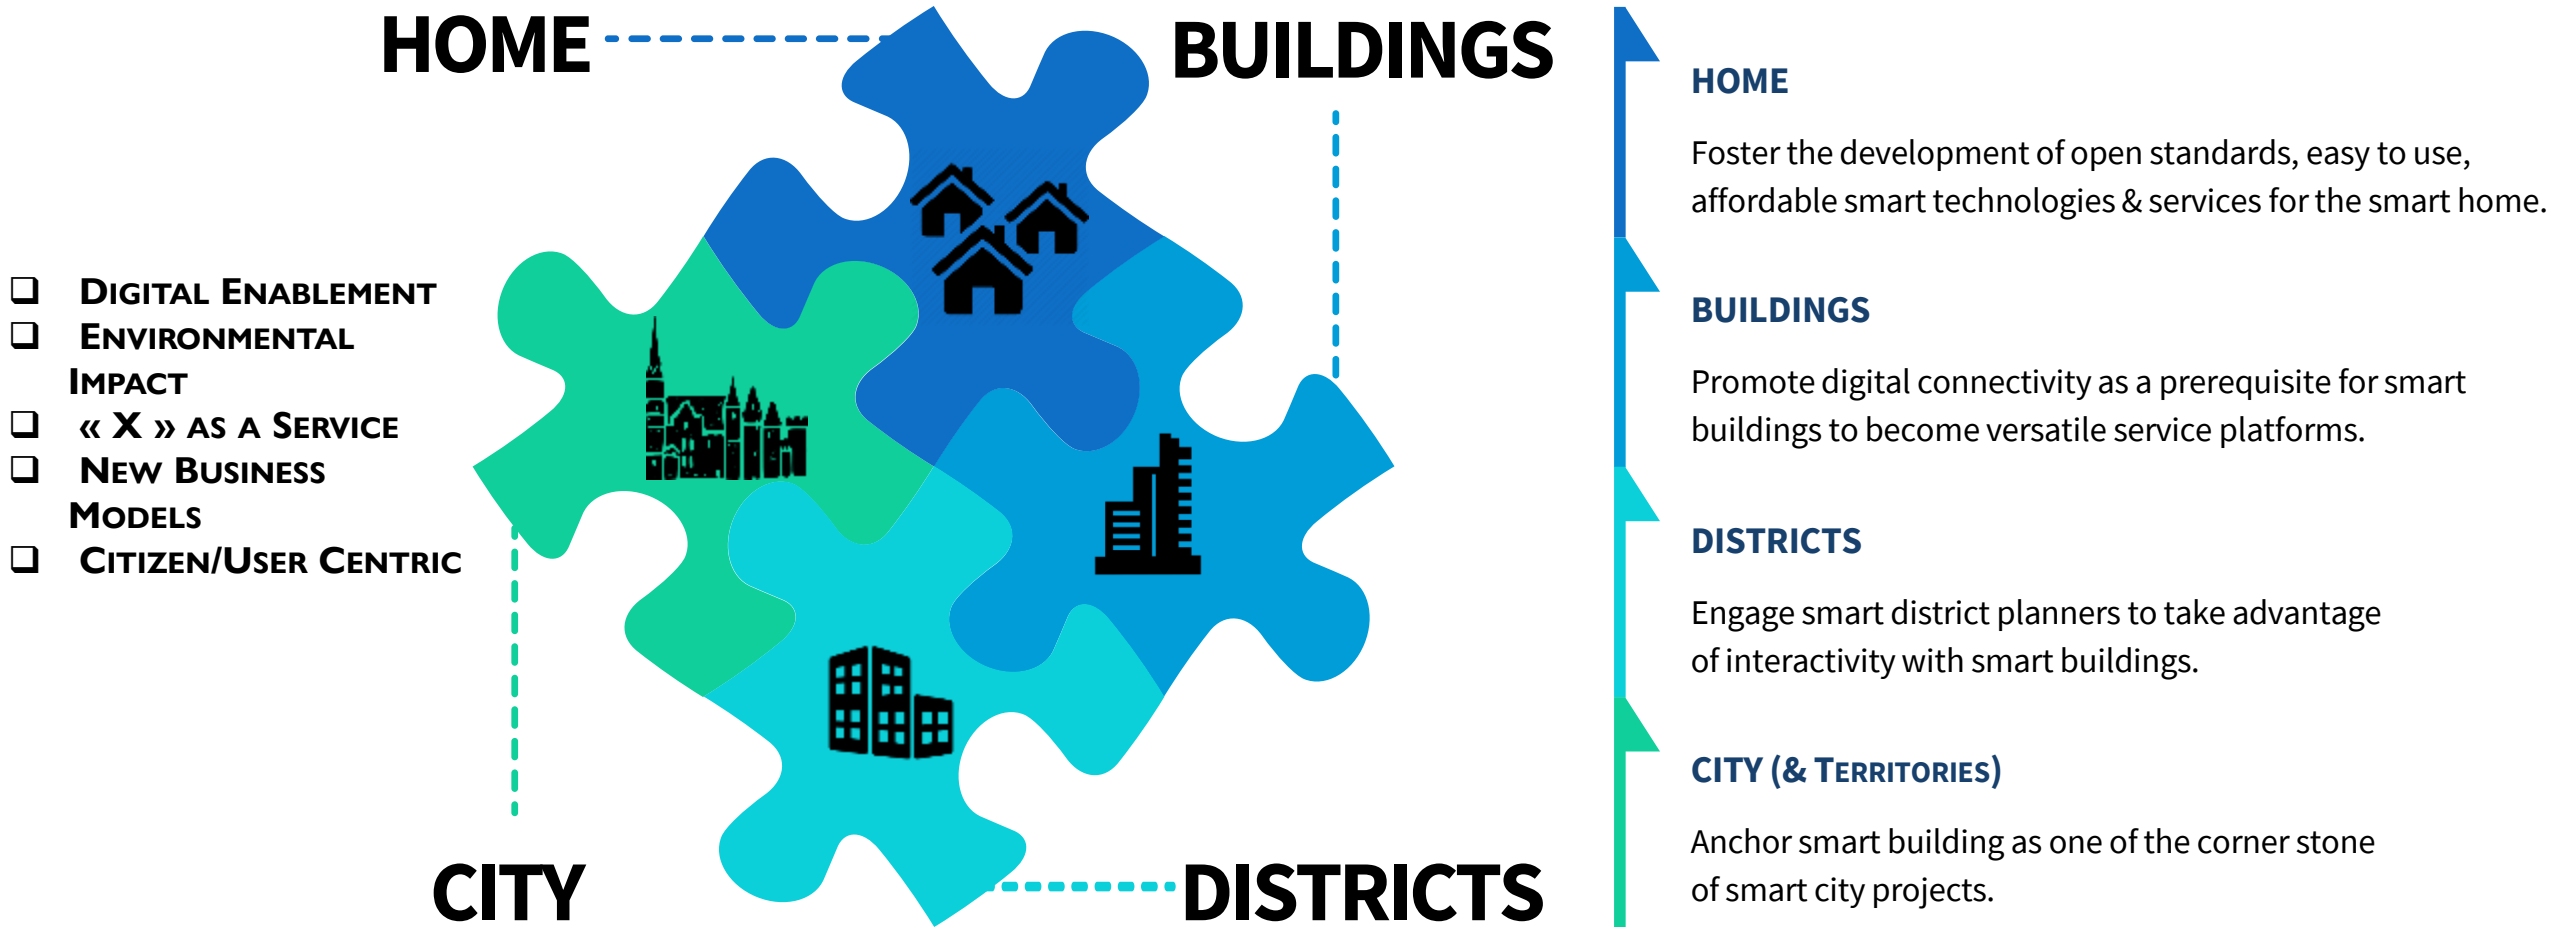 HOME
BUILDINGS
❑ DIGITAL ENABLEMENT
❑ ENVIRONMENTAL
IMPACT
❑ « X » AS A SERVICE
❑ NEW BUSINESS
MODELS
❑ CITIZEN/USER CENTRIC
CITY
DISTRICTS
HOME
Foster the development of open standards, easy to use,
affordable smart technologies & services for the smart home.
BUILDINGS
Promote digital connectivity as a prerequisite for smart
buildings to become versatile service platforms.
DISTRICTS
Engage smart district planners to take advantage
of interactivity with smart buildings.
CITY (& TERRITORIES)
Anchor smart building as one of the corner stone
of smart city projects.